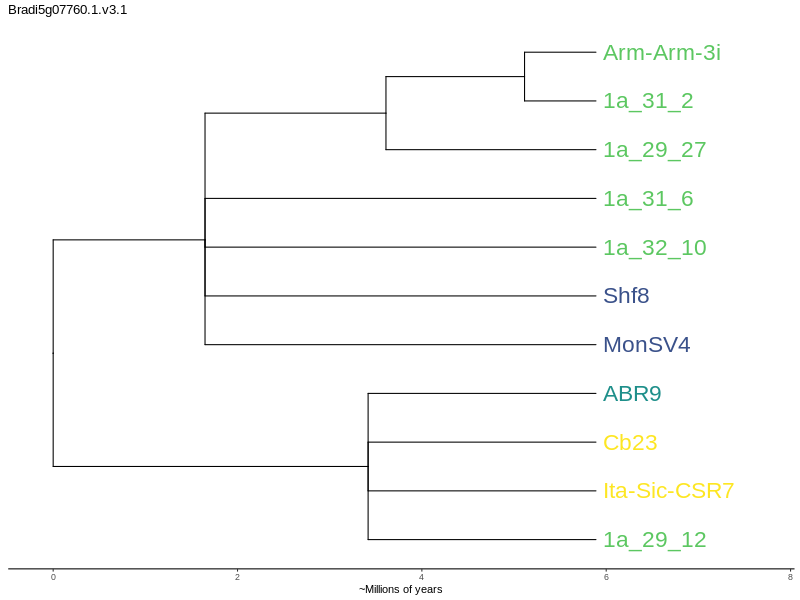 Bradi5g07760.1.v3.1
Arm-Arm-3i
1a_31_2
1a_29_27
1a_31_6
1a_32_10
Shf8
MonSV4
ABR9
Cb23
Ita-Sic-CSR7
1a_29_12
0 2 4 6 8
~Millions of years